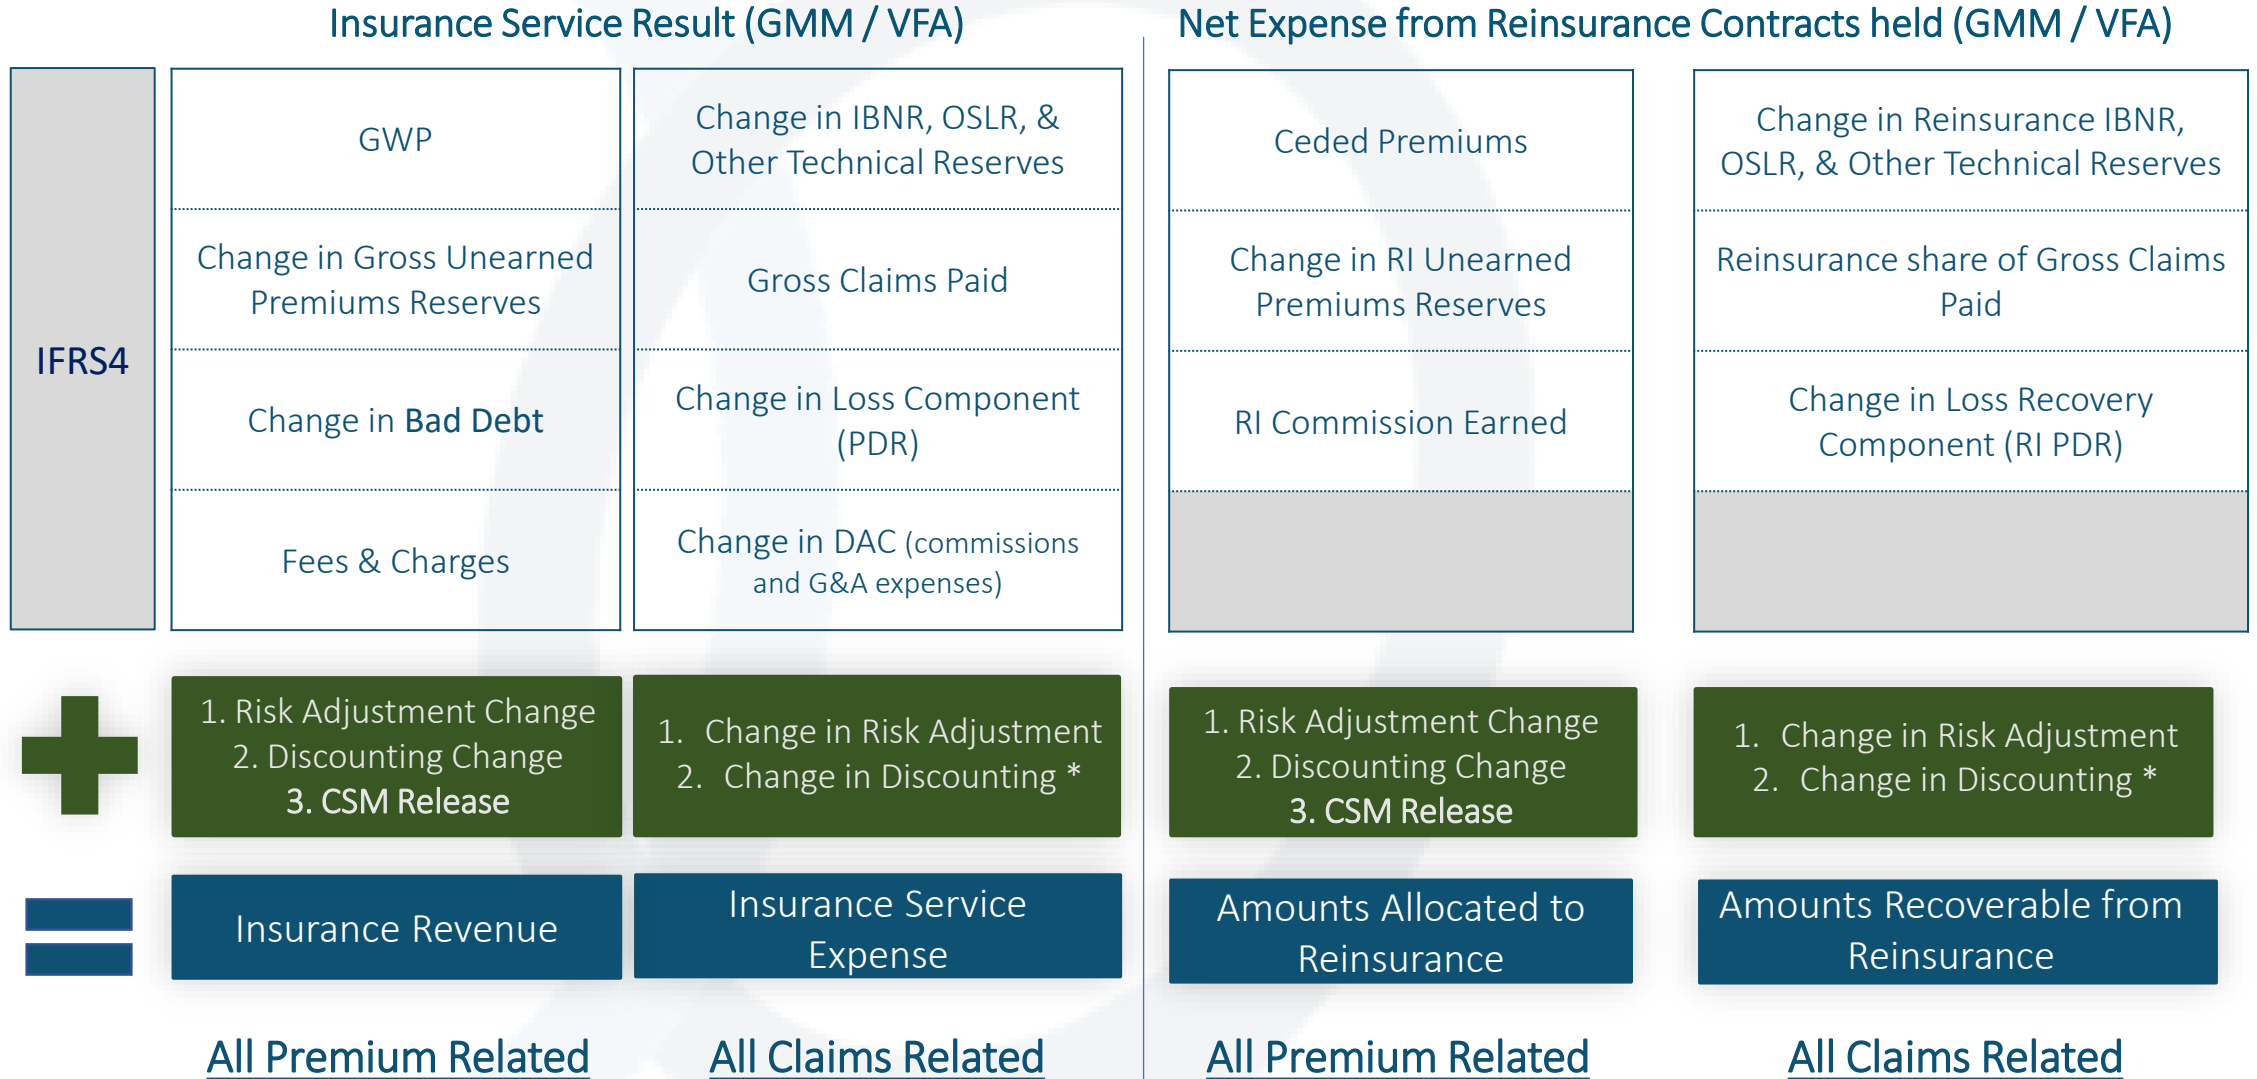 Insurance Service Result (GMM / VFA)
Net Expense from Reinsurance Contracts held (GMM / VFA)
IFRS4
GWP
Change in Gross Unearned
Premiums Reserves
Change in Bad Debt
Fees & Charges
Change in IBNR, OSLR, &
Other Technical Reserves
Gross Claims Paid
Change in Loss Component
(PDR)
Change in DAC (commissions
and G&A expenses)
Ceded Premiums
Change in RI Unearned
Premiums Reserves
RI Commission Earned
Change in Reinsurance IBNR,
OSLR, & Other Technical Reserves
Reinsurance share of Gross Claims
Paid
Change in Loss Recovery
Component (RI PDR)
1. Risk Adjustment Change
2. Discounting Change
3. CSM Release
1. Change in Risk Adjustment
2. Change in Discounting *
1. Risk Adjustment Change
2. Discounting Change
3. CSM Release
1. Change in Risk Adjustment
2. Change in Discounting *
Insurance Revenue
Insurance Service
Expense
Amounts Allocated to
Reinsurance
Amounts Recoverable from
Reinsurance
All Premium Related
All Claims Related
All Premium Related
All Claims Related